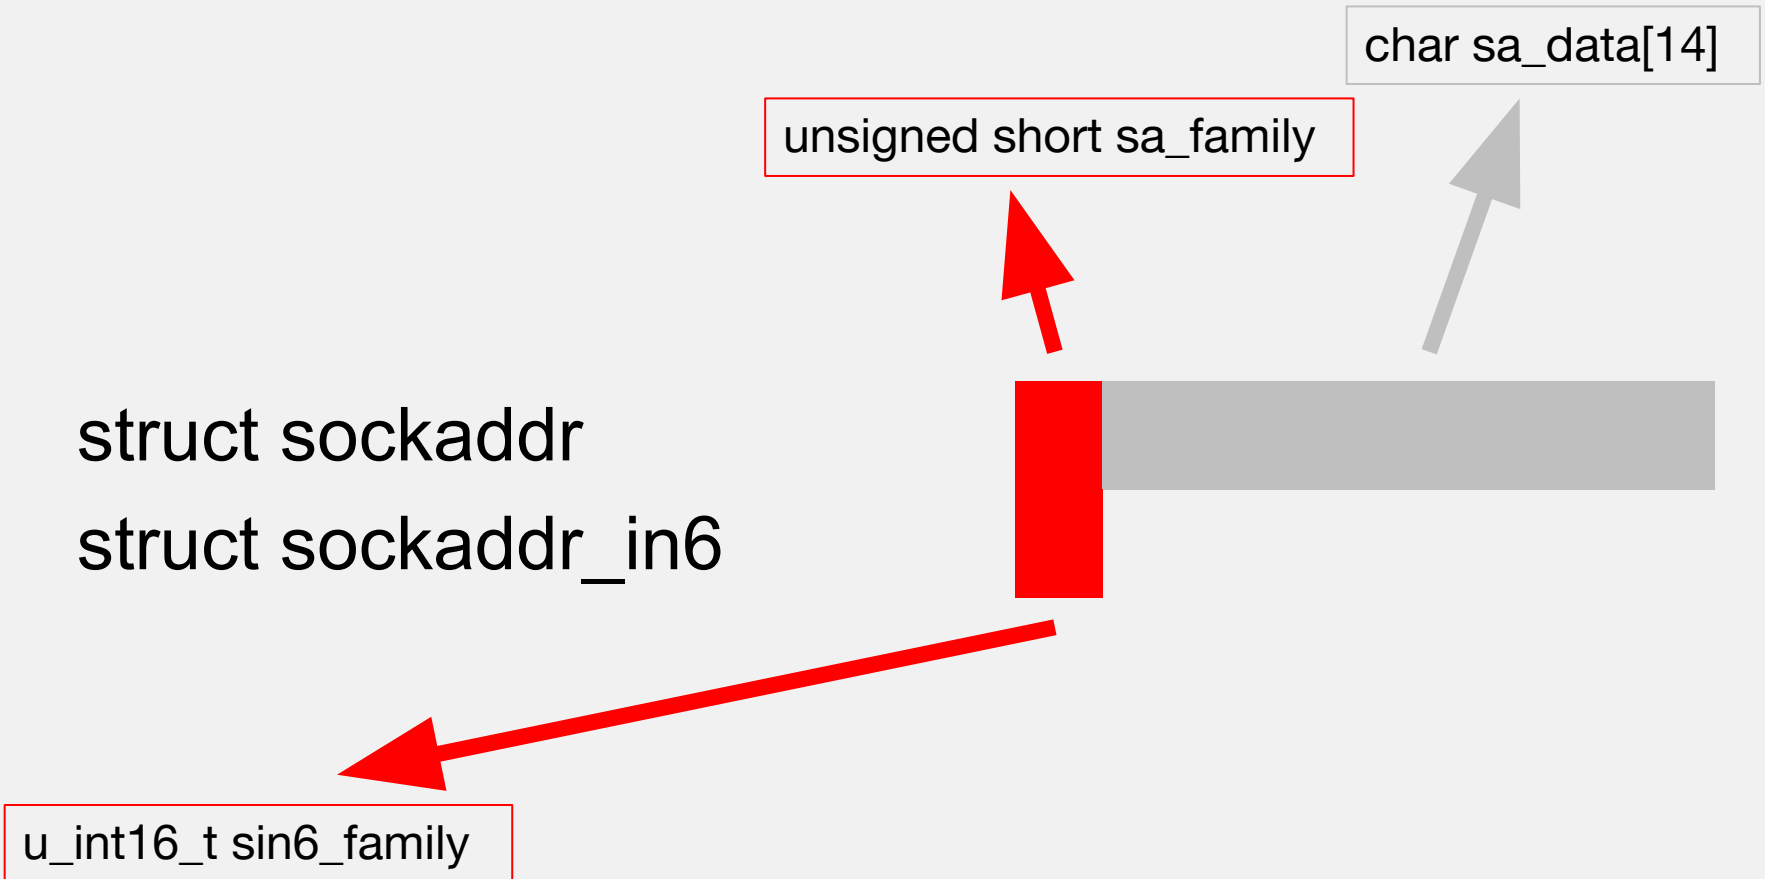 char sa_data[14]
unsigned short sa_family
struct sockaddr
struct sockaddr_in6
u_int16_t sin6_family